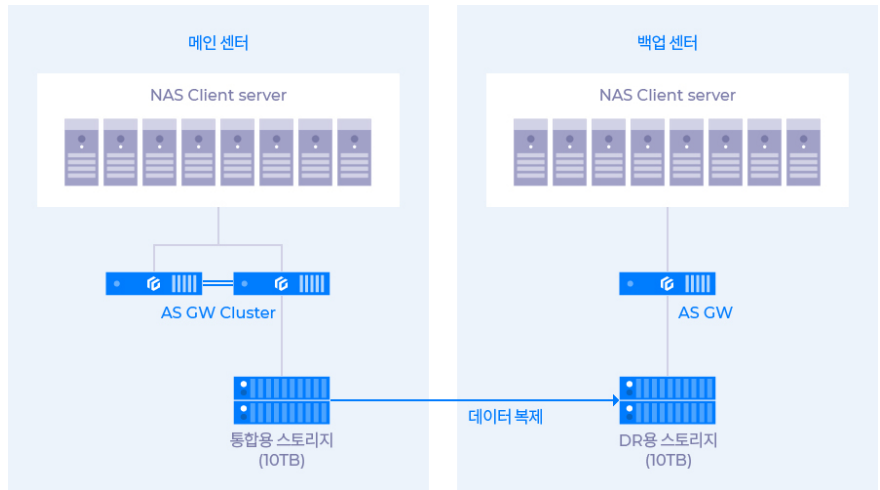 메인 센터
NAS Client server
AS GW Cluster
통합용 스토리지
(10TB)
데이터 복제
백업 센터
NAS Client server
AS GW
DR용 스토리지
(10TB)